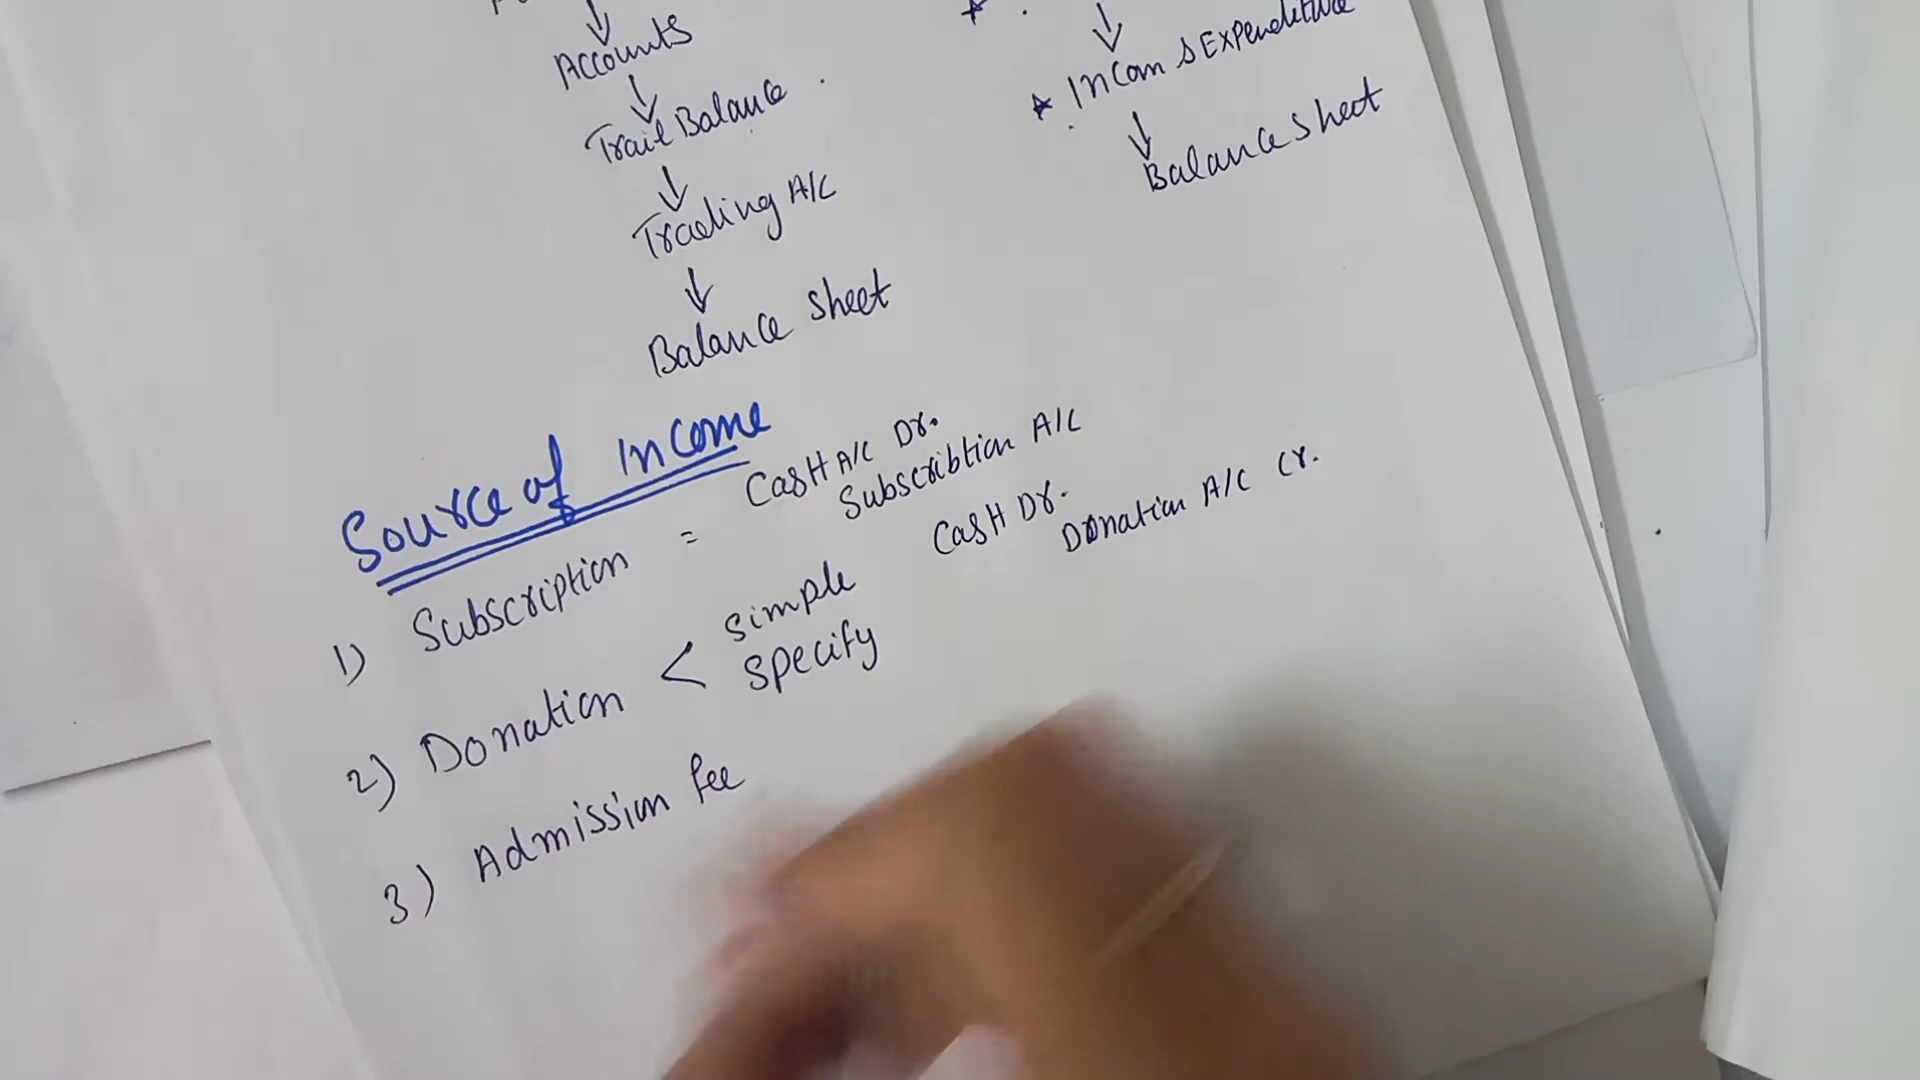 ↓
Accounts
↓
Trail Balance
↓
Trading A/C
↓
Balance Sheet
↓
* InCom & Expenditure
↓
Balance Sheet
Source of Income
1) Subscription = CasH A/C Dr.
Subscribtion A/C
2) Donation < Simple CasH Dr.
Specify Donation A/C Cr.
3) Admission fee